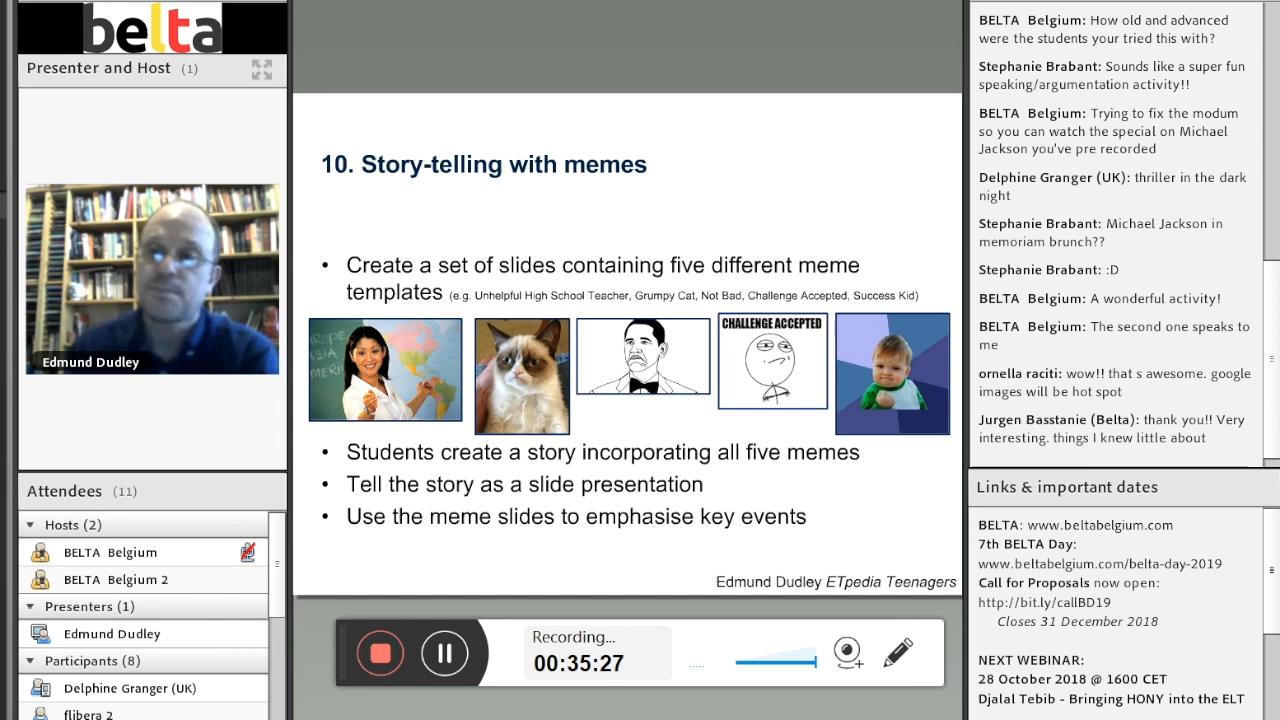 belta
Presenter and Host (1)
Edmund Dudley
Attendees (11)
Hosts (2)
BELTA Belgium
BELTA Belgium 2
Presenters (1)
Edmund Dudley
Participants (8)
Delphine Granger (UK)
flibera 2
10. Story-telling with memes
• Create a set of slides containing five different meme
templates (e.g. Unhelpful High School Teacher, Grumpy Cat, Not Bad, Challenge Accepted, Success Kid)
CHALLENGE ACCEPTED
• Students create a story incorporating all five memes
• Tell the story as a slide presentation
• Use the meme slides to emphasise key events
Edmund Dudley ETpedia Teenagers
Recording...
00:35:27
BELTA Belgium: How old and advanced
were the students your tried this with?
Stephanie Brabant: Sounds like a super fun
speaking/argumentation activity!!
BELTA Belgium: Trying to fix the modum
so you can watch the special on Michael
Jackson you've pre recorded
Delphine Granger (UK): thriller in the dark
night
Stephanie Brabant: Michael Jackson in
memoriam brunch??
Stephanie Brabant: :D
BELTA Belgium: A wonderful activity!
BELTA Belgium: The second one speaks to
me
ornella raciti: wow!! that s awesome. google
images will be hot spot
Jurgen Basstanie (Belta): thank you!! Very
interesting. things I knew little about
Links & important dates
BELTA: www.beltabelgium.com
7th BELTA Day:
www.beltabelgium.com/belta-day-2019
Call for Proposals now open:
http://bit.ly/callBD19
Closes 31 December 2018
NEXT WEBINAR:
28 October 2018 @ 1600 CET
Djalal Tebib - Bringing HONY into the ELT